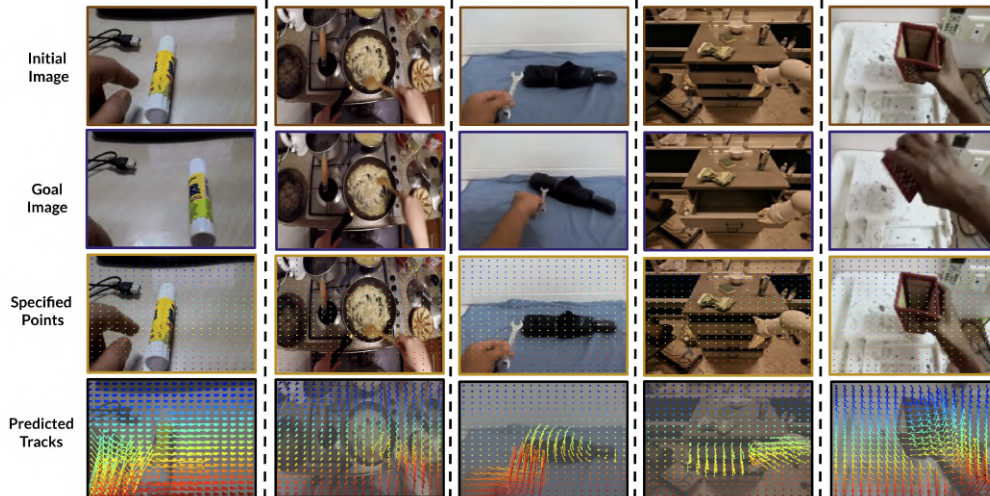 Initial
Image
Goal
Image
Specified
Points
Predicted
Tracks